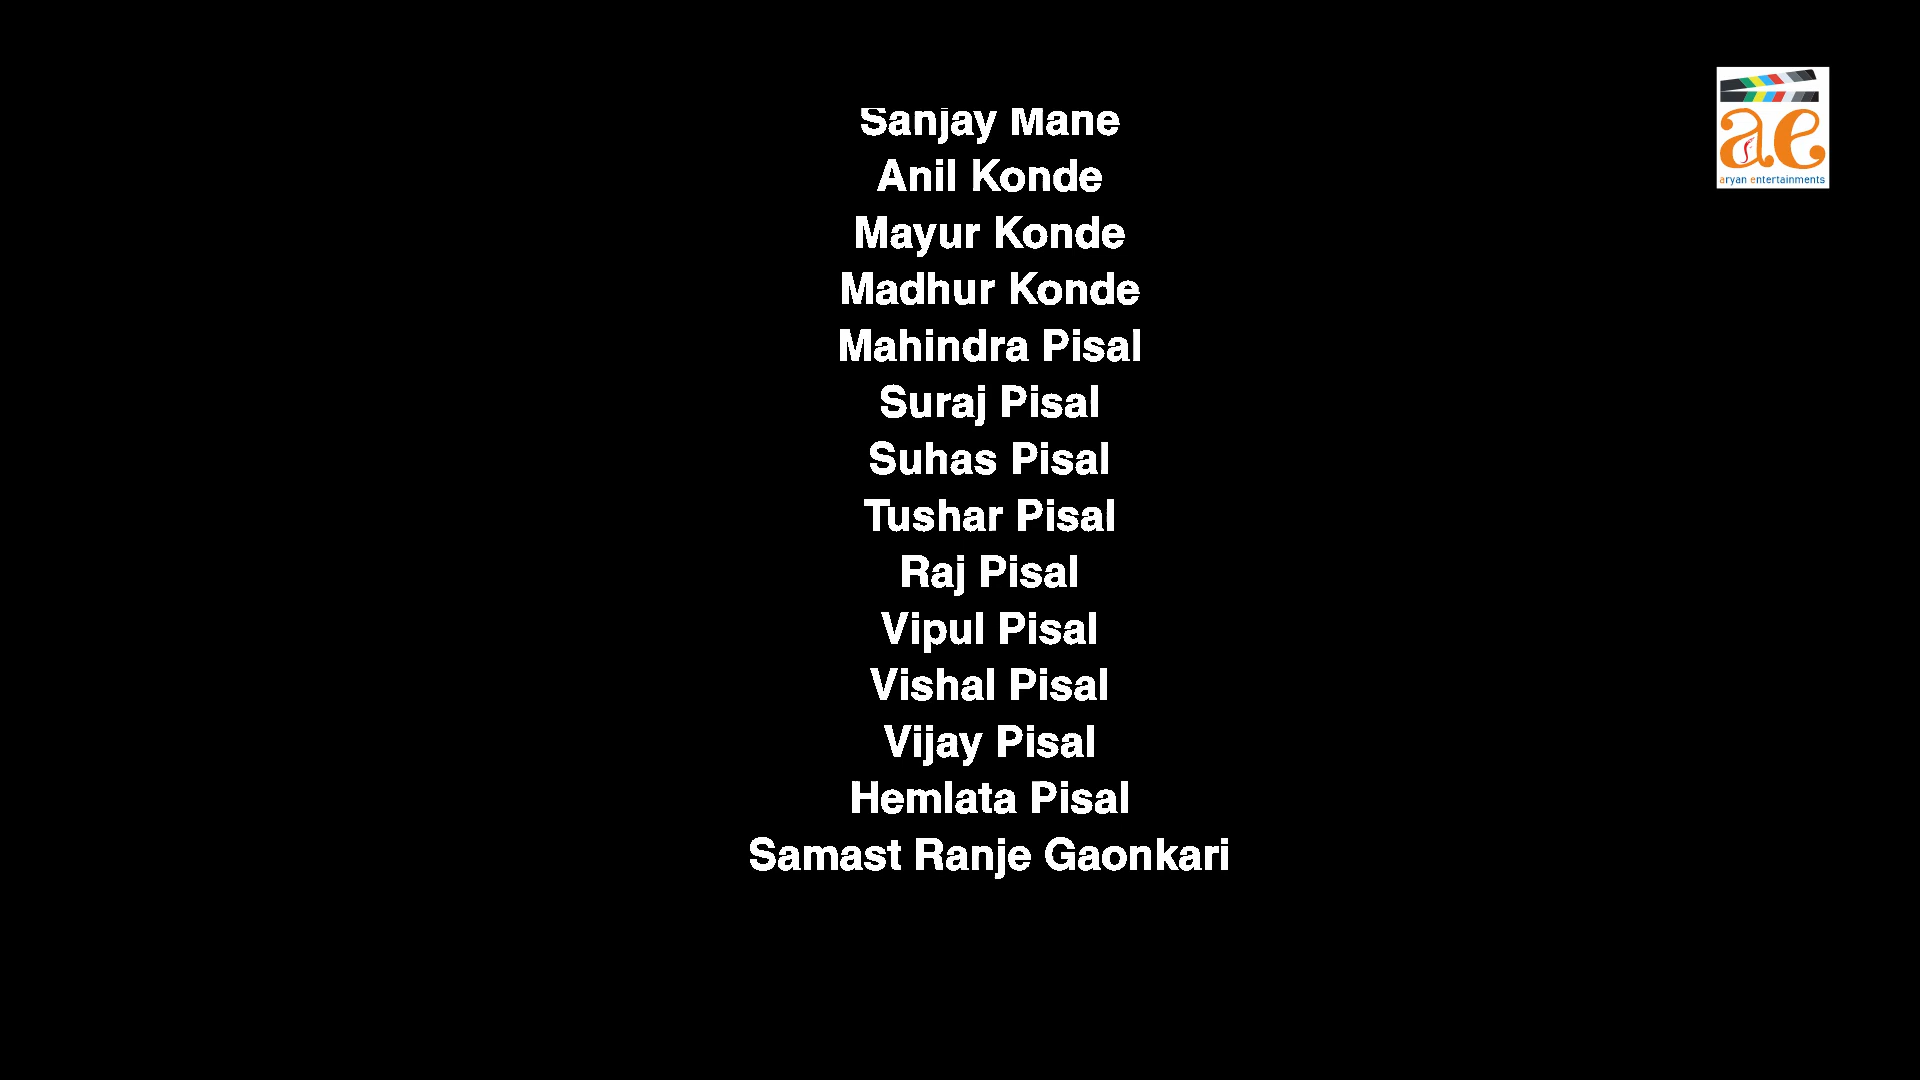 Sanjay Mane
Anil Konde
Mayur Konde
Madhur Konde
Mahindra Pisal
Suraj Pisal
Suhas Pisal
Tushar Pisal
Raj Pisal
Vipul Pisal
Vishal Pisal
Vijay Pisal
Hemlata Pisal
Samast Ranje Gaonkari
ae
aryan entertainments